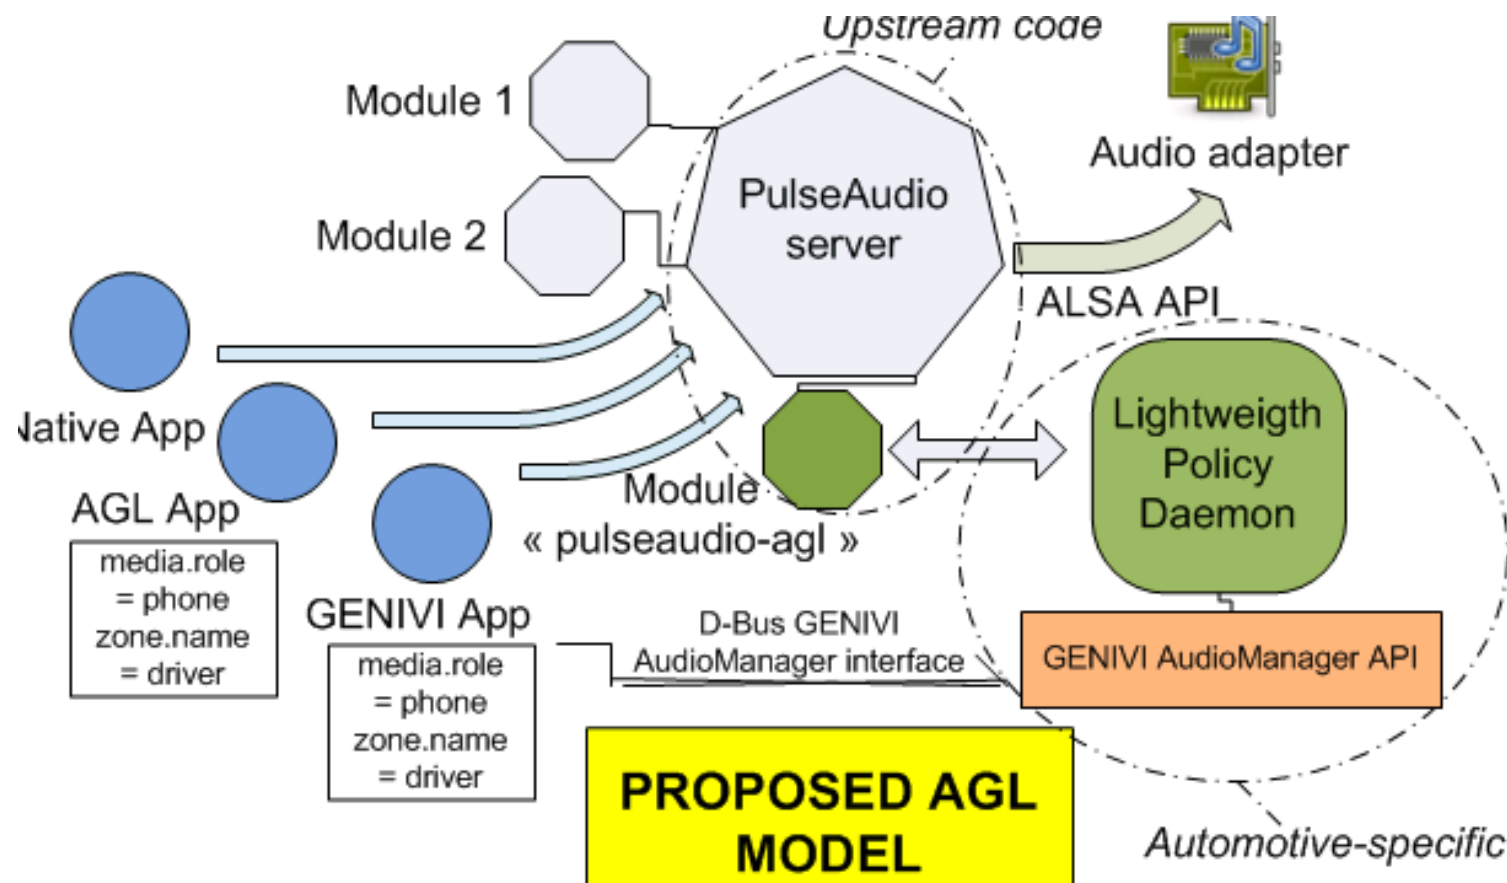 Upstream code
Module 1
Audio adapter
PulseAudio
server
Module 2
ALSA API
Native App
Lightweigth
Policy
Daemon
AGL App
media.role
= phone
zone.name
= driver
Module
« pulseaudio-agl »
GENIVI App
media.role
= phone
zone.name
= driver
D-Bus GENIVI
AudioManager interface
GENIVI AudioManager API
PROPOSED AGL
MODEL
Automotive-specific